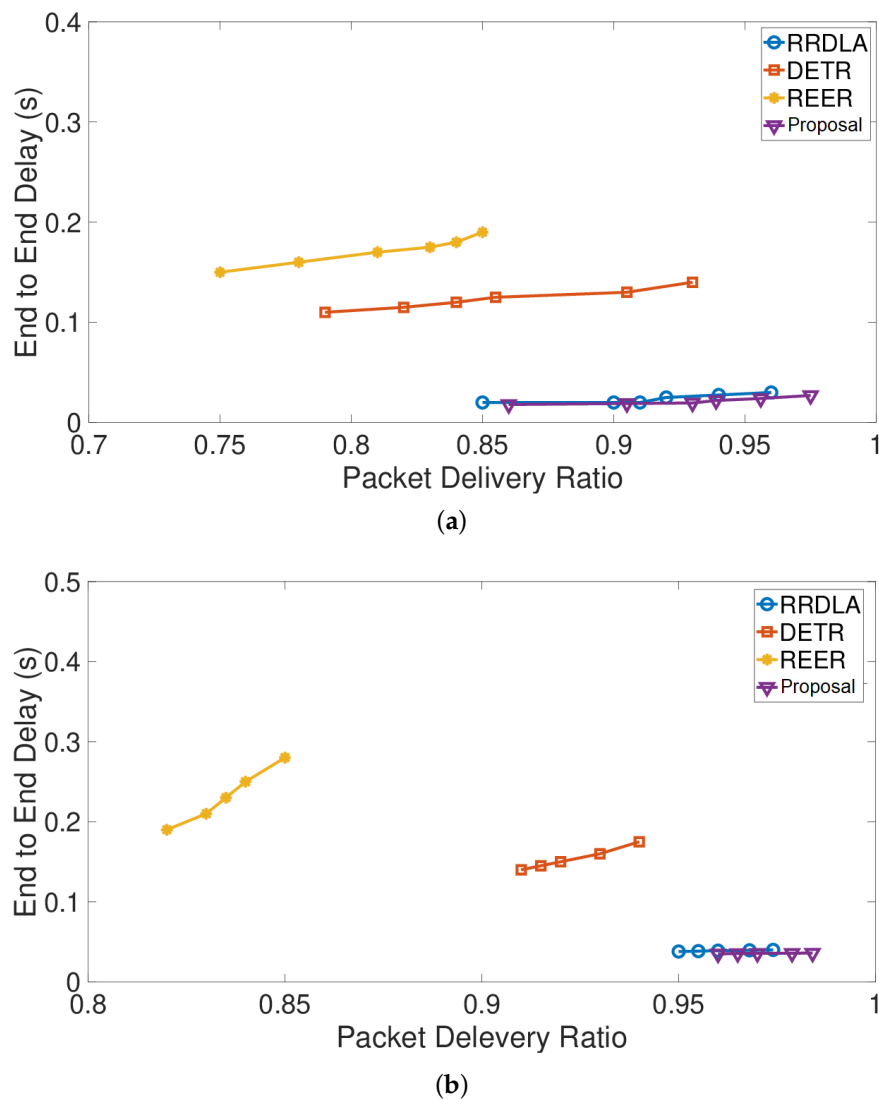 0.4
0.3
0.2
0.1
0
End to End Delay (s)
RRDLA
DETR
REER
Proposal
0.7 0.75 0.8 0.85 0.9 0.95 1
Packet Delivery Ratio
(a)
0.5
0.4
0.3
0.2
0.1
0
End to End Delay (s)
RRDLA
DETR
REER
Proposal
0.8 0.85 0.9 0.95 1
Packet Delevery Ratio
(b)